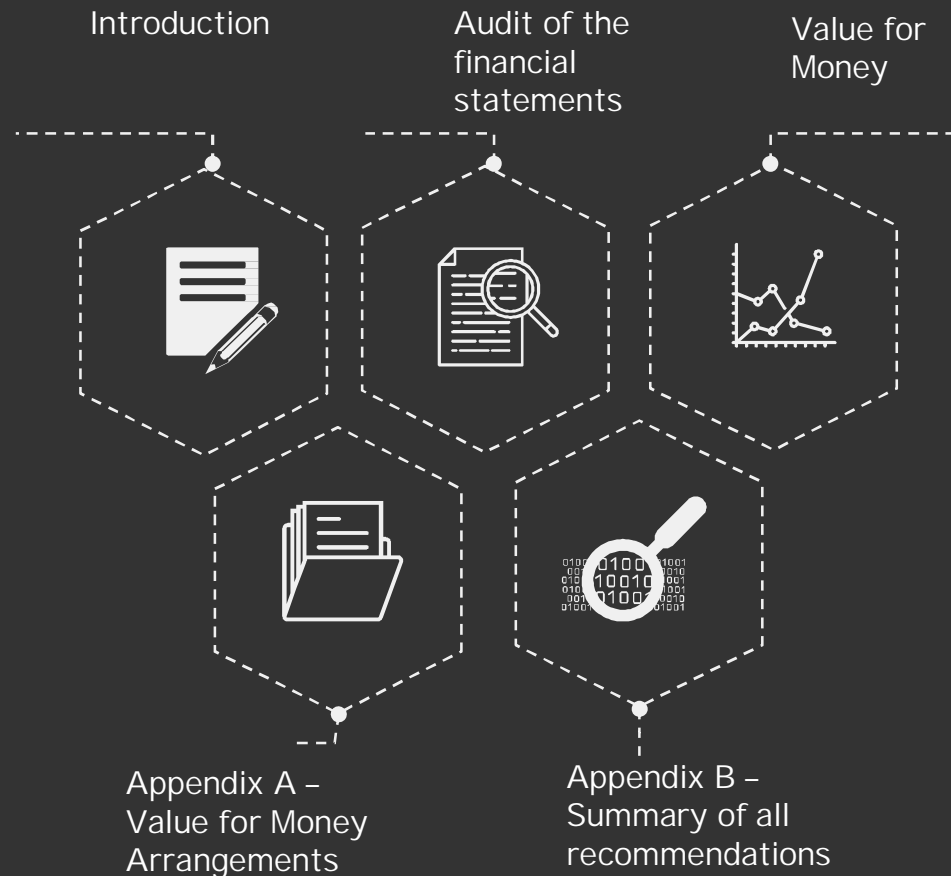 Introduction
Audit of the
financial
statements
Value for
Money
Appendix A –
Value for Money
Arrangements
Appendix B –
Summary of all
recommendations